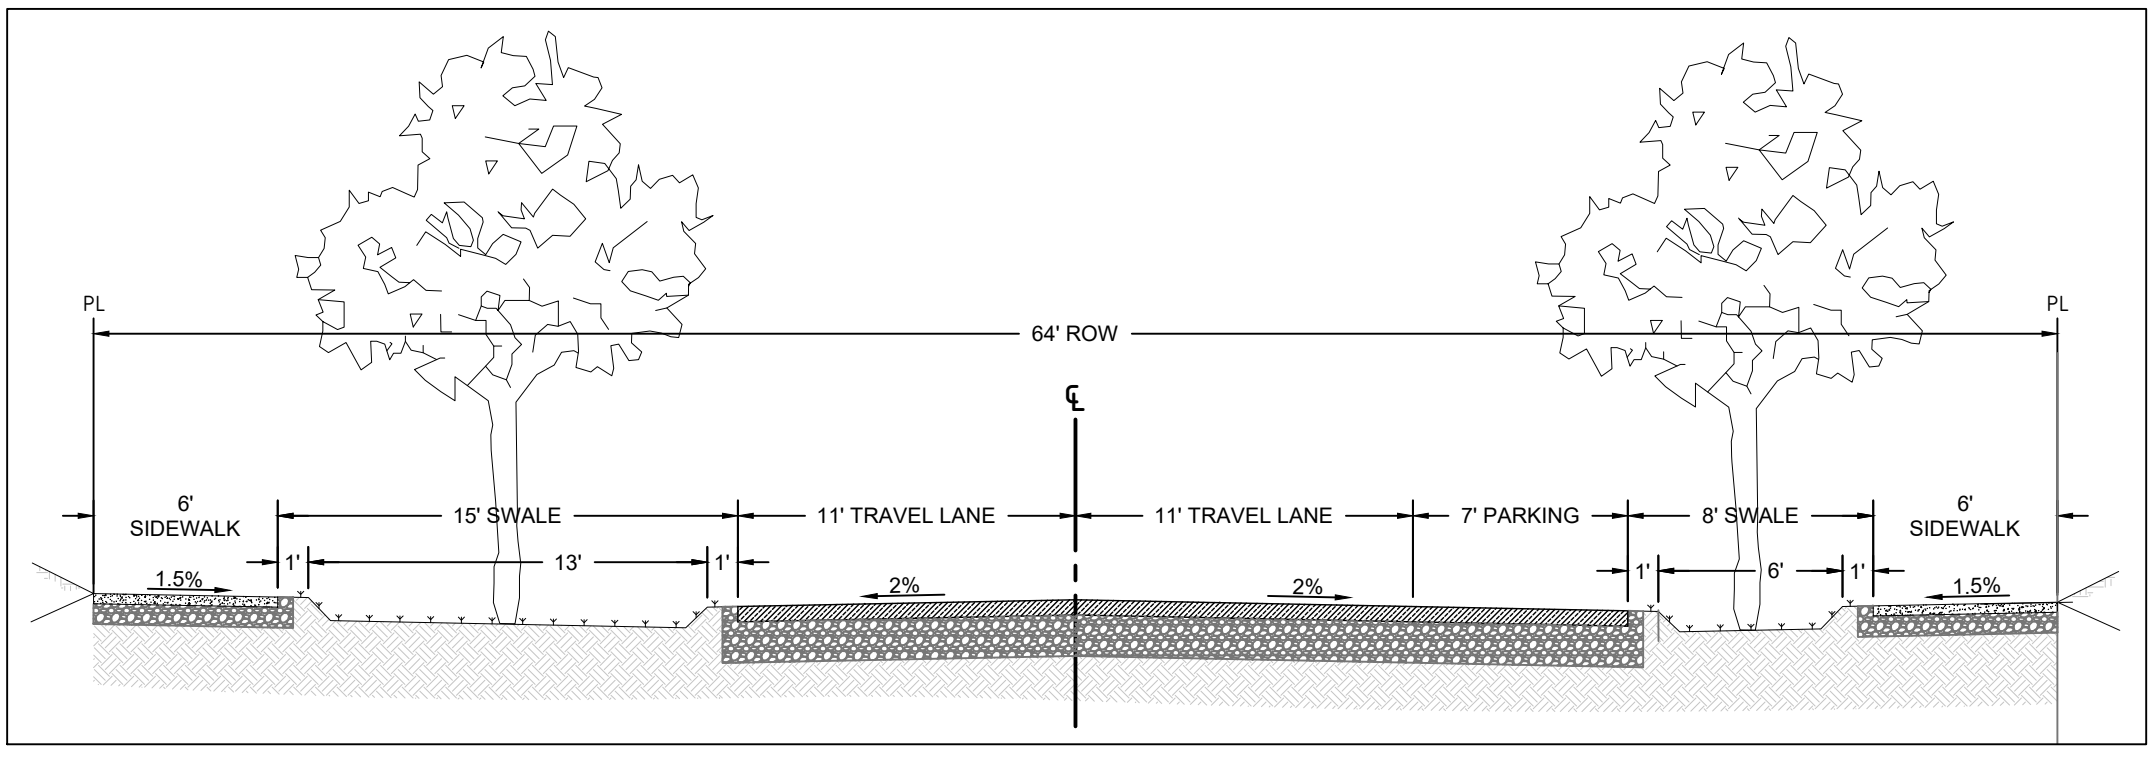 PL
PL
64' ROW
℄
6'
SIDEWALK
15' SWALE
11' TRAVEL LANE
11' TRAVEL LANE
7' PARKING
8' SWALE
6'
SIDEWALK
1'
13'
1'
1'
6'
1'
1.5%
2%
2%
1.5%